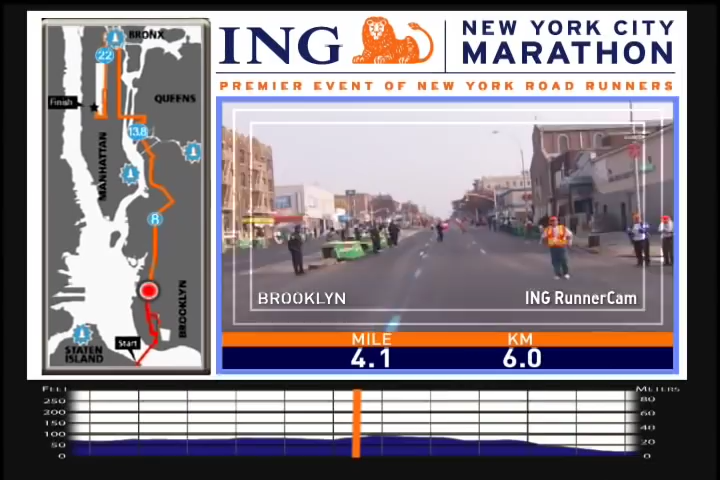 ING
NEW YORK CITY
MARATHON
PREMIER EVENT OF NEW YORK ROAD RUNNERS
BRONX
22
QUEENS
Finish
13.8
MANHATTAN
8
BROOKLYN
Start
STATEN
ISLAND
BROOKLYN
ING RunnerCam
MILE
KM
4.1
6.0
FEET
METERS
250
80
200
60
150
100
40
50
20
0
0